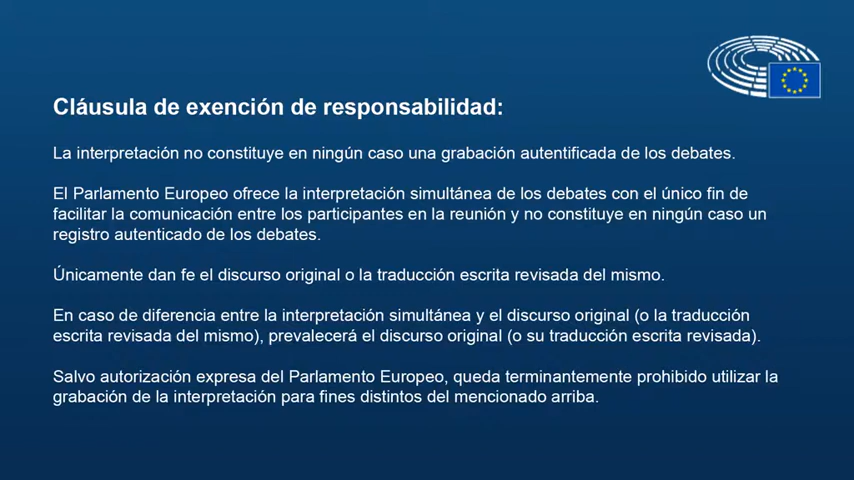 Cláusula de exención de responsabilidad:
La interpretación no constituye en ningún caso una grabación autentificada de los debates.
El Parlamento Europeo ofrece la interpretación simultánea de los debates con el único fin de
facilitar la comunicación entre los participantes en la reunión y no constituye en ningún caso un
registro autenticado de los debates.
Únicamente dan fe el discurso original o la traducción escrita revisada del mismo.
En caso de diferencia entre la interpretación simultánea y el discurso original (o la traducción
escrita revisada del mismo), prevalecerá el discurso original (o su traducción escrita revisada).
Salvo autorización expresa del Parlamento Europeo, queda terminantemente prohibido utilizar la
grabación de la interpretación para fines distintos del mencionado arriba.